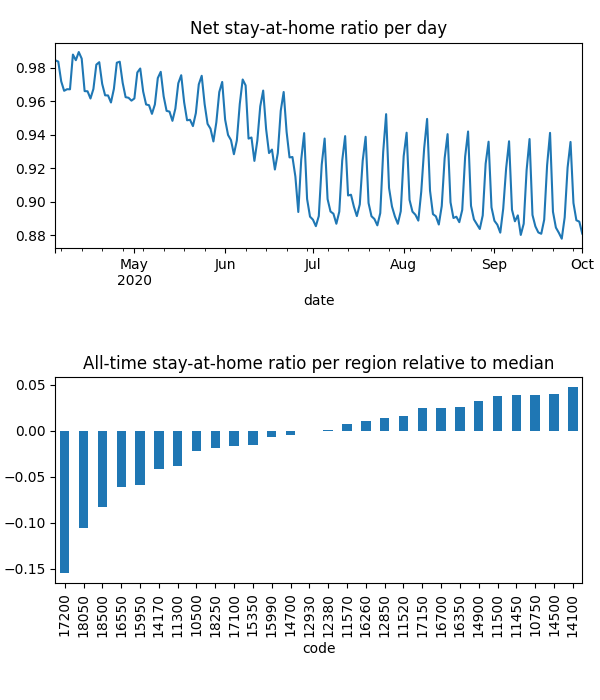 Net stay-at-home ratio per day
0.98
0.96
0.94
0.92
0.90
0.88
May Jun Jul Aug Sep Oct
2020
date
All-time stay-at-home ratio per region relative to median
0.05
0.00
−0.05
−0.10
−0.15
17200 18050 18500 16550 15950 14170 11300 10500 18250 17100 15350 15990 14700 12930 12380 11570 16260 12850 11520 17150 16700 16350 14900 11500 11450 10750 14500 14100
code